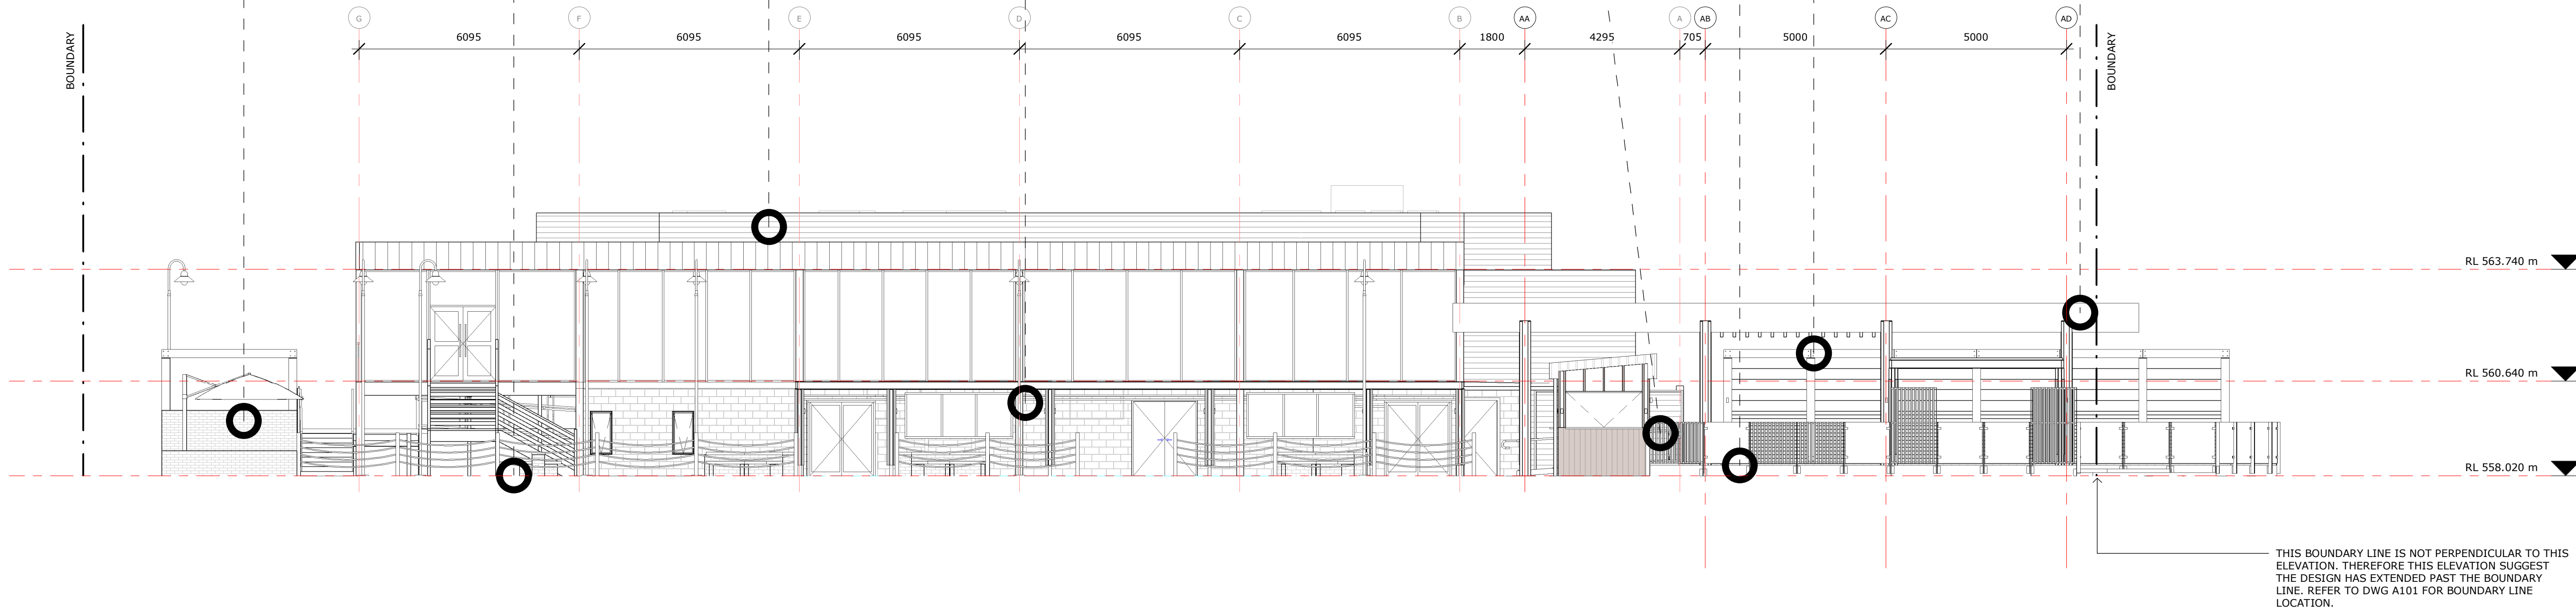 G F E D C B AA A AB AC AD
6095 6095 6095 6095 6095 1800 4295 705 5000 5000
BOUNDARY
BOUNDARY
RL 563.740 m
RL 560.640 m
RL 558.020 m
THIS BOUNDARY LINE IS NOT PERPENDICULAR TO THIS
ELEVATION. THEREFORE THIS ELEVATION SUGGEST
THE DESIGN HAS EXTENDED PAST THE BOUNDARY
LINE. REFER TO DWG A101 FOR BOUNDARY LINE
LOCATION.